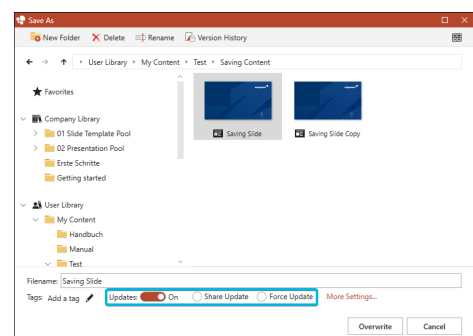 Save As
New Folder Delete Rename Version History
User Library My Content Test Saving Content
Favorites
Company Library
01 Slide Template Pool
02 Presentation Pool
Erste Schritte
Getting started
User Library
My Content
Handbuch
Manual
Test
Saving Slide
Saving Slide Copy
Filename: Saving Slide
Tags: Add a tag Updates: On Share Update Force Update More Settings...
Overwrite Cancel